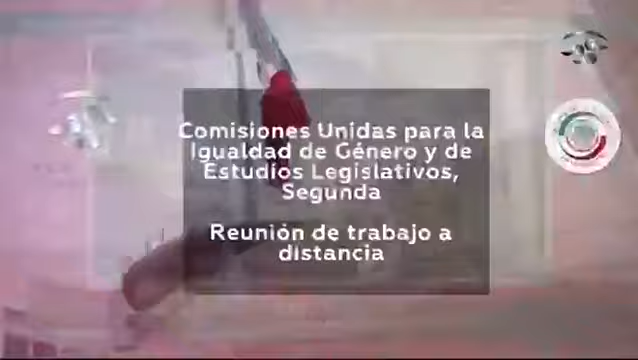 Comisiones Unidas para la
Igualdad de Género y de
Estudios Legislativos,
Segunda
Reunión de trabajo a
distancia